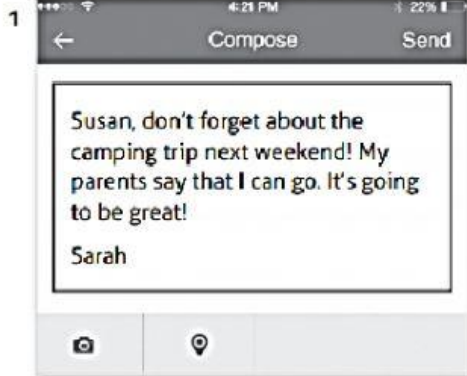 1
4:21 PM 22%
Compose Send
Susan, don't forget about the
camping trip next weekend! My
parents say that I can go. It's going
to be great!
Sarah